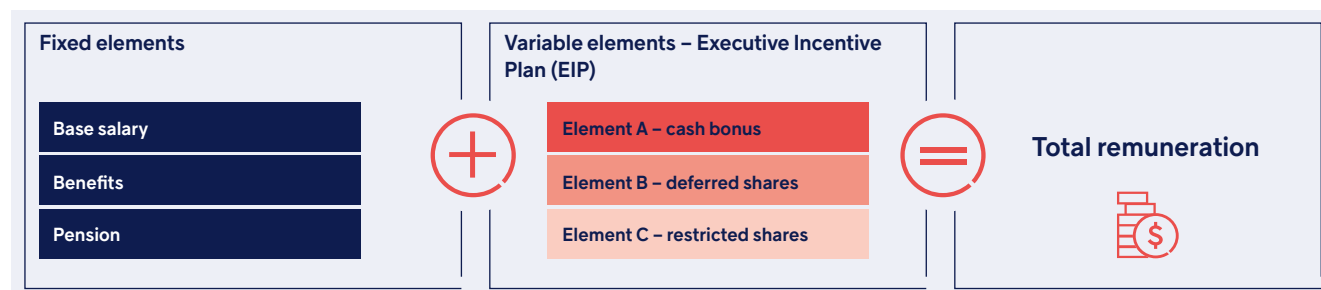 Fixed elements
Base salary
Benefits
Pension
Variable elements – Executive Incentive
Plan (EIP)
Element A – cash bonus
Element B – deferred shares
Element C – restricted shares
Total remuneration
$